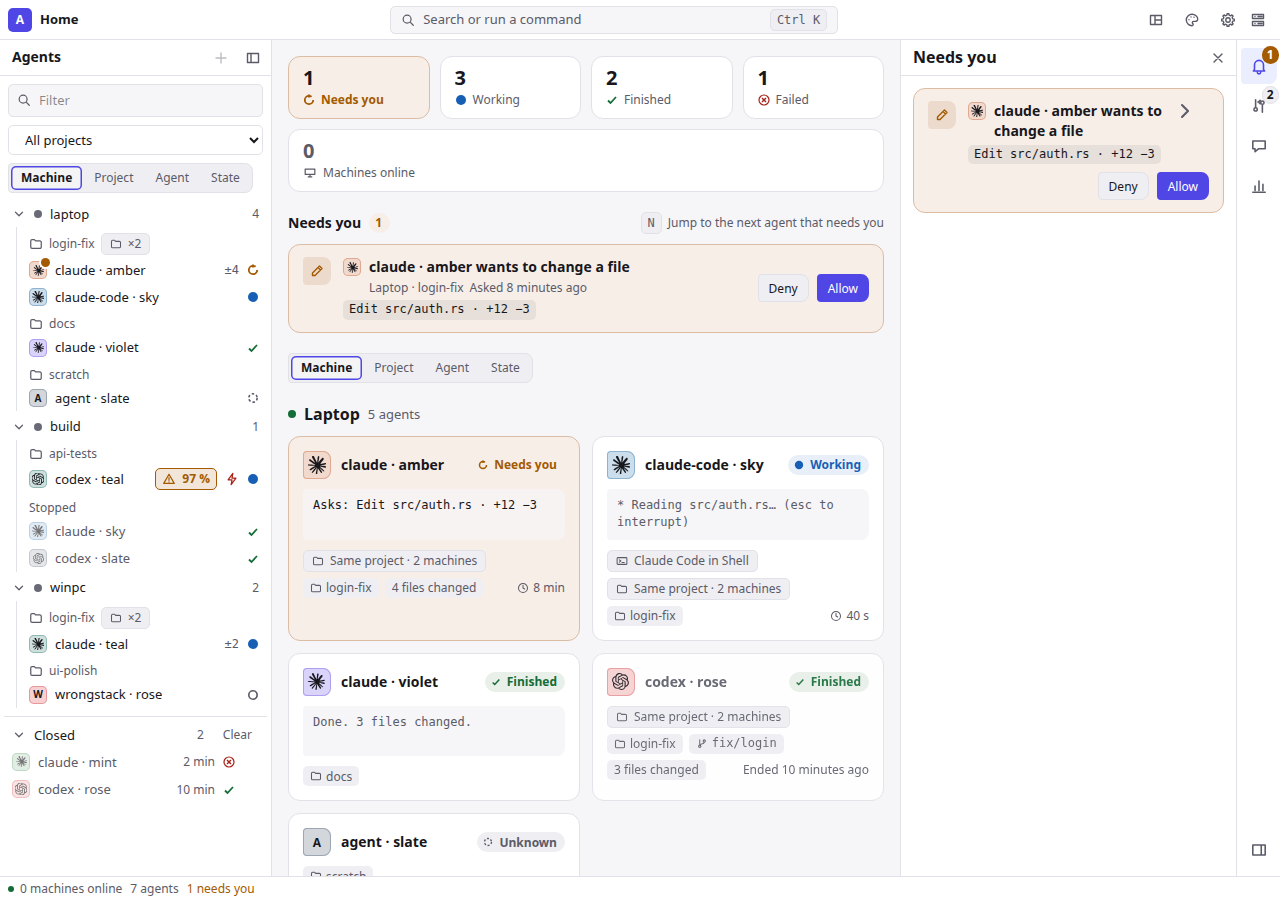 A Home
Search or run a command Ctrl K
Agents
Filter
All projects
Machine Project Agent State
laptop 4
login-fix ×2
claude · amber ±4
claude-code · sky
docs
claude · violet
scratch
A agent · slate
build 1
api-tests
codex · teal 97 %
Stopped
claude · sky
codex · slate
winpc 2
login-fix ×2
claude · teal ±2
ui-polish
W wrongstack · rose
Closed 2 Clear
claude · mint 2 min
codex · rose 10 min
1
Needs you
3
Working
2
Finished
1
Failed
0
Machines online
Needs you 1
N Jump to the next agent that needs you
claude · amber wants to change a file
Laptop · login-fix Asked 8 minutes ago
Edit src/auth.rs · +12 −3
Deny Allow
Machine Project Agent State
Laptop 5 agents
claude · amber Needs you
Asks: Edit src/auth.rs · +12 −3
Same project · 2 machines
login-fix 4 files changed 8 min
claude-code · sky Working
* Reading src/auth.rs… (esc to
interrupt)
Claude Code in Shell
Same project · 2 machines
login-fix 40 s
claude · violet Finished
Done. 3 files changed.
docs
codex · rose Finished
Same project · 2 machines
login-fix fix/login
3 files changed Ended 10 minutes ago
A agent · slate Unknown
scratch
Needs you
claude · amber wants to
change a file
Edit src/auth.rs · +12 −3
Deny Allow
1
2
0 machines online 7 agents 1 needs you